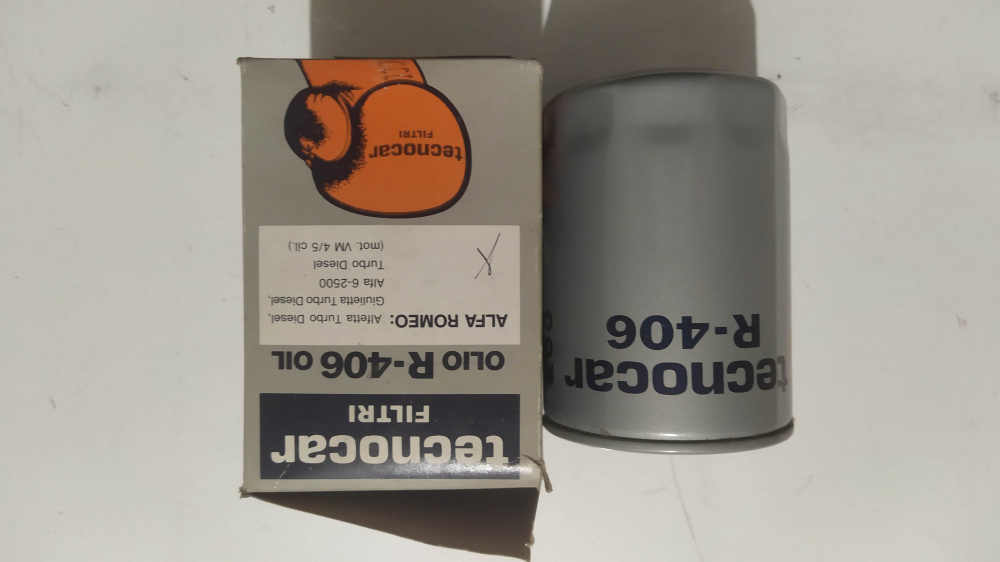 tecnocar
FILTRI
OLIO R-406 OIL
ALFA ROMEO: Alfetta Turbo Diesel,
Giulietta Turbo Diesel,
Alfa 6-2500
Turbo Diesel
(mot. VM 4/5 cil.)
tecnocar
FILTRI
tecnocar
R-406